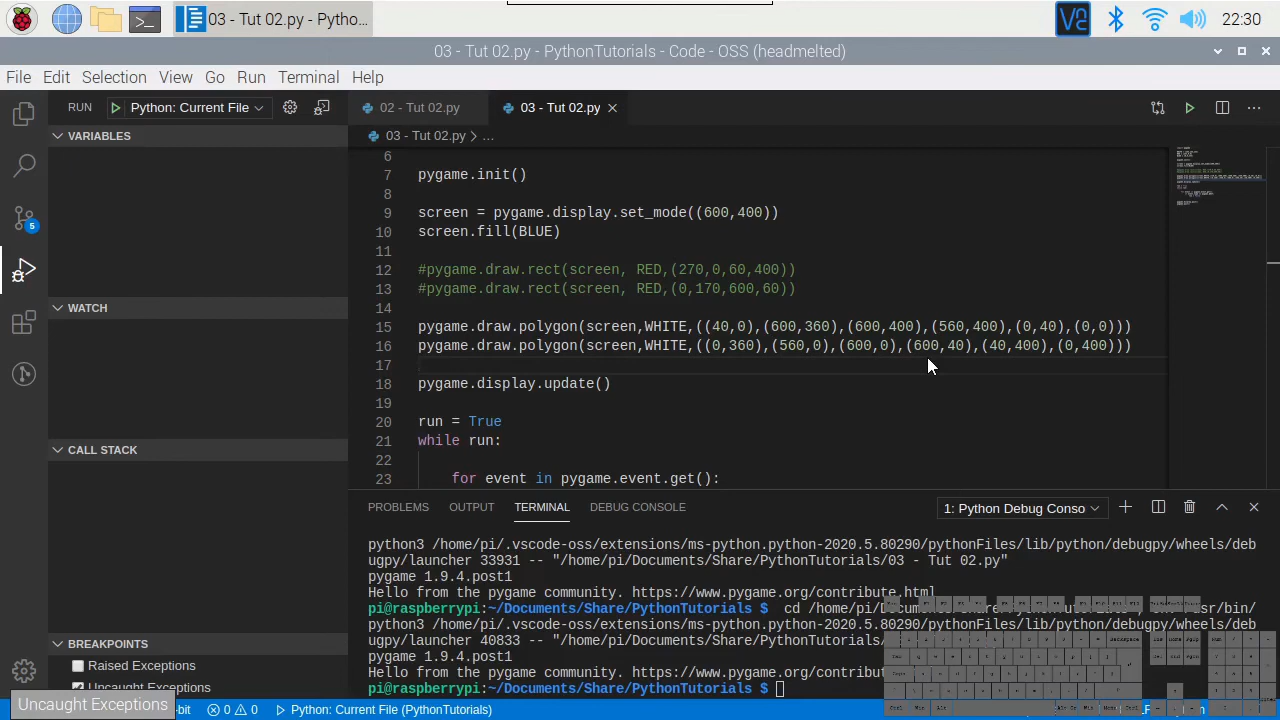 03 - Tut 02.py - Pytho...
VNC
22:30
03 - Tut 02.py - PythonTutorials - Code - OSS (headmelted)
File Edit Selection View Go Run Terminal Help
RUN Python: Current File
02 - Tut 02.py
03 - Tut 02.py
03 - Tut 02.py > ...
VARIABLES
WATCH
CALL STACK
BREAKPOINTS
Raised Exceptions
Uncaught Exceptions
5
6
7 pygame.init()
8
9 screen = pygame.display.set_mode((600,400))
10 screen.fill(BLUE)
11
12 #pygame.draw.rect(screen, RED,(270,0,60,400))
13 #pygame.draw.rect(screen, RED,(0,170,600,60))
14
15 pygame.draw.polygon(screen,WHITE,((40,0),(600,360),(600,400),(560,400),(0,40),(0,0)))
16 pygame.draw.polygon(screen,WHITE,((0,360),(560,0),(600,0),(600,40),(40,400),(0,400)))
17
18 pygame.display.update()
19
20 run = True
21 while run:
22
23 for event in pygame.event.get():
PROBLEMS OUTPUT TERMINAL DEBUG CONSOLE
1: Python Debug Conso
python3 /home/pi/.vscode-oss/extensions/ms-python.python-2020.5.80290/pythonFiles/lib/python/debugpy/wheels/deb
ugpy/launcher 33931 -- "/home/pi/Documents/Share/PythonTutorials/03 - Tut 02.py"
pygame 1.9.4.post1
Hello from the pygame community. https://www.pygame.org/contribute.html
pi@raspberrypi:~/Documents/Share/PythonTutorials $ cd /home/pi/
python3 /home/pi/.vscode-oss/extensions/ms-python.python-2020.5.80290/pythonFiles/lib/python/debugpy/wheels/deb
ugpy/launcher 40833 -- "/home/pi/Documents/Share/PythonTutorials/
pygame 1.9.4.post1
Hello from the pygame community. https://www.pygame.org/contribut
pi@raspberrypi:~/Documents/Share/PythonTutorials $
Uncaught Exceptions
-bit
0 0
Python: Current File (PythonTutorials)